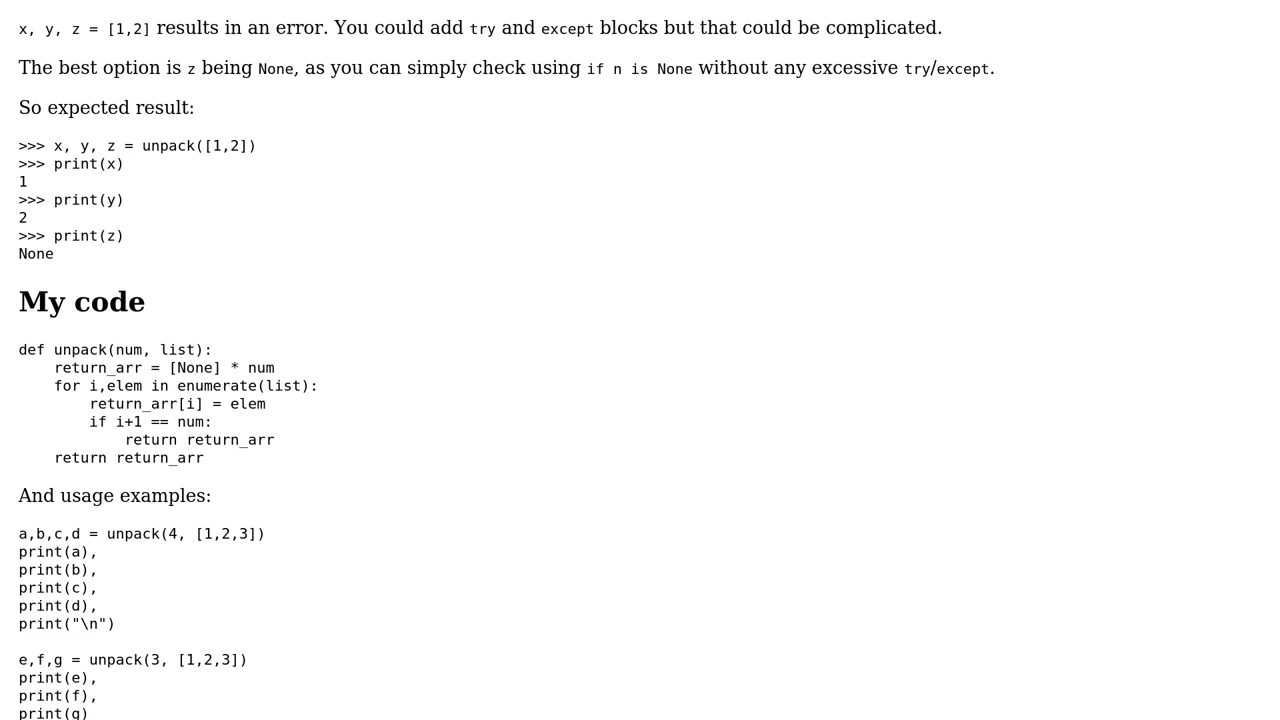 x, y, z = [1,2] results in an error. You could add try and except blocks but that could be complicated.
The best option is z being None, as you can simply check using if n is None without any excessive try/except.
So expected result:
>>> x, y, z = unpack([1,2])
>>> print(x)
1
>>> print(y)
2
>>> print(z)
None
My code
def unpack(num, list):
    return_arr = [None] * num
    for i,elem in enumerate(list):
        return_arr[i] = elem
        if i+1 == num:
            return return_arr
    return return_arr
And usage examples:
a,b,c,d = unpack(4, [1,2,3])
print(a),
print(b),
print(c),
print(d),
print("\n")
e,f,g = unpack(3, [1,2,3])
print(e),
print(f),
print(g)